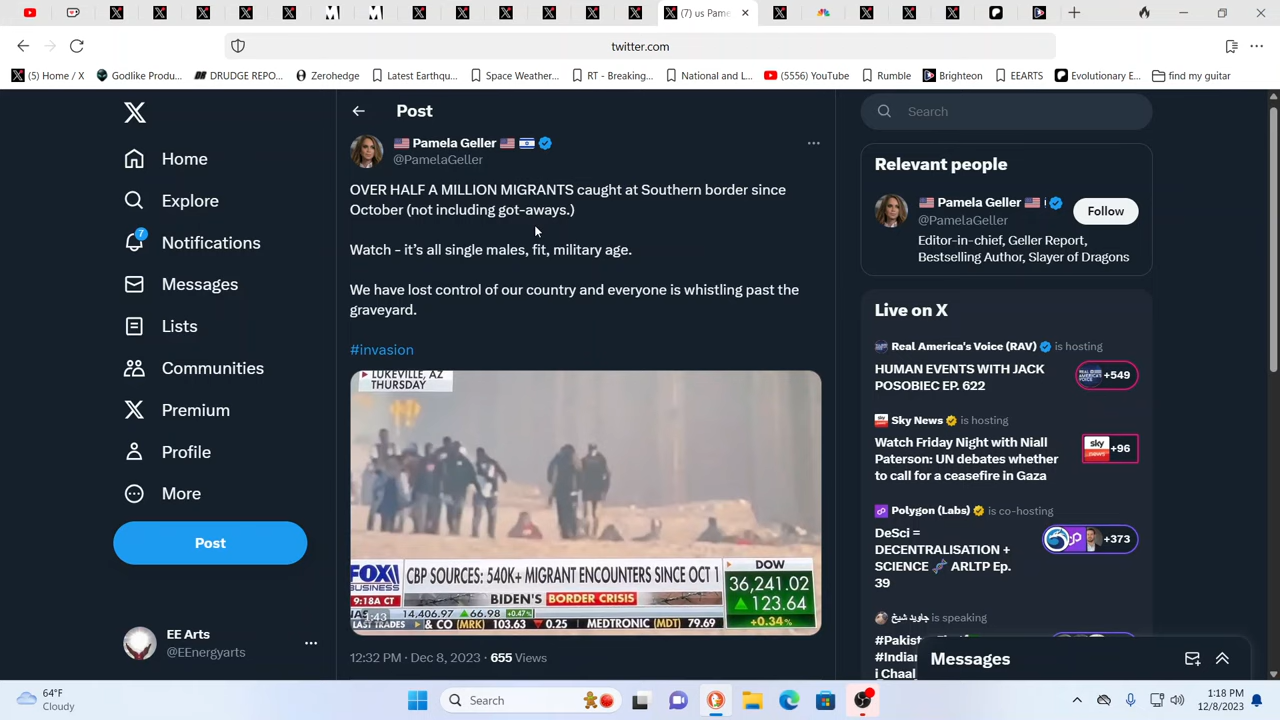 (7) us Pame
twitter.com
(5) Home / X
Godlike Produ...
DRUDGE REPO...
Zerohedge
Latest Earthqu...
Space Weather...
RT - Breaking...
National and L...
(5556) YouTube
Rumble
Brighteon
EEARTS
Evolutionary E...
find my guitar
Home
Explore
7
Notifications
Messages
Lists
Communities
Premium
Profile
More
Post
EE Arts
@EEnergyarts
Post
Pamela Geller
@PamelaGeller
OVER HALF A MILLION MIGRANTS caught at Southern border since
October (not including got-aways.)
Watch - it’s all single males, fit, military age.
We have lost control of our country and everyone is whistling past the
graveyard.
#invasion
LUKEVILLE, AZ
THURSDAY
FOX
BUSINESS
CBP SOURCES: 540K+ MIGRANT ENCOUNTERS SINCE OCT 1
BIDEN'S BORDER CRISIS
DOW
36,241.02
123.64
+0.34%
9:18A CT
14,406.97 66.98 +0.47%
1:43
LAST TRADES & CO (MRK) 103.63 0.25 MEDTRONIC (MDT) 79.69
12:32 PM · Dec 8, 2023 · 655 Views
Search
Relevant people
Pamela Geller
@PamelaGeller
Follow
Editor-in-chief, Geller Report,
Bestselling Author, Slayer of Dragons
Live on X
Real America's Voice (RAV) is hosting
HUMAN EVENTS WITH JACK
POSOBIEC EP. 622
+549
Sky News is hosting
Watch Friday Night with Niall
Paterson: UN debates whether
to call for a ceasefire in Gaza
sky
+96
Polygon (Labs) is co-hosting
DeSci =
DECENTRALISATION +
SCIENCE 🧬 ARLTP Ep.
39
+373
جاوید شیخ is speaking
#Indian
i Chaal
Messages
64°F
Cloudy
Search
1:18 PM
12/8/2023